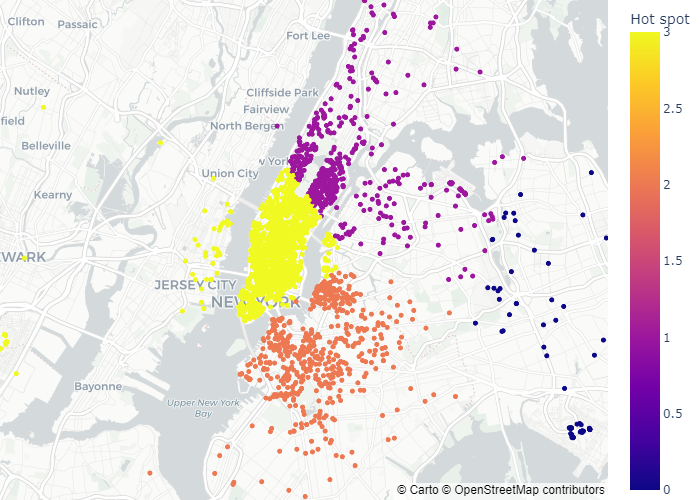 Hot spot
Clifton
Passaic
Fort Lee
Nutley
Cliffside Park
Fairview
North Bergen
field
Belleville
w York
Union City
Kearny
WARK
JERSEY CITY
NEW YORK
Bayonne
Upper New York
Bay
3
2.5
2
1.5
1
0.5
0
© Carto © OpenStreetMap contributors